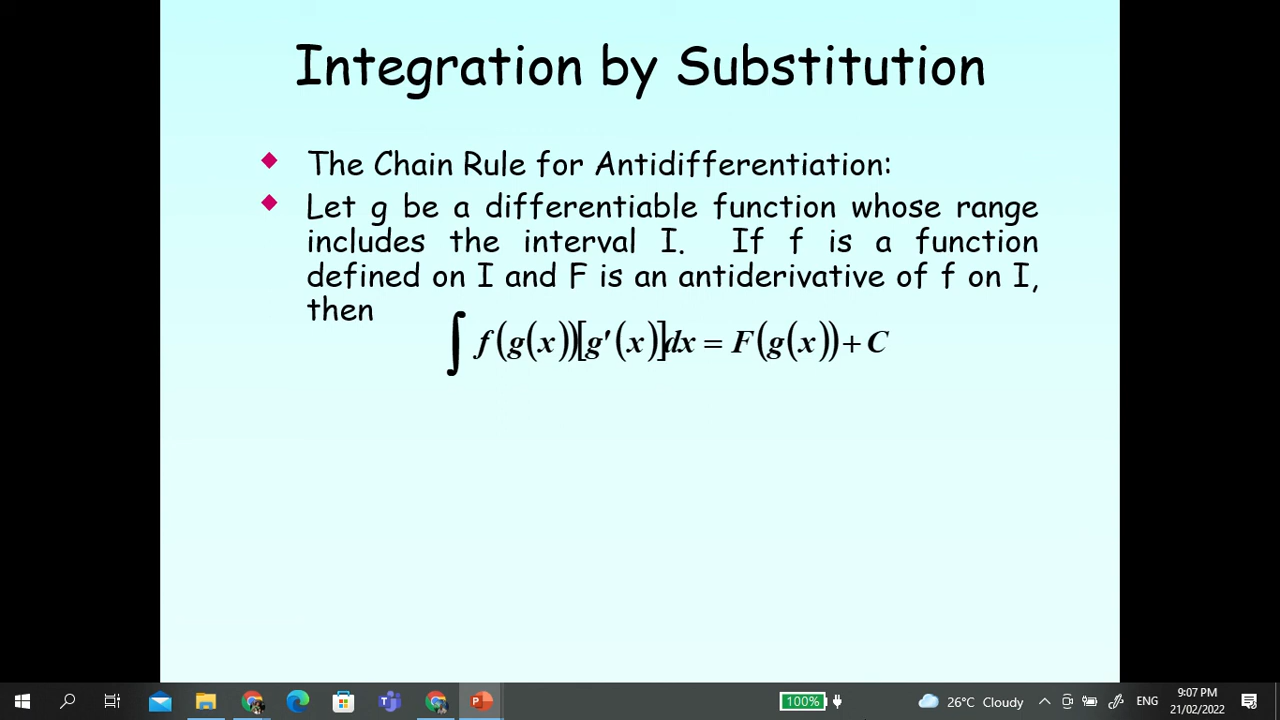 Integration by Substitution
The Chain Rule for Antidifferentiation:
Let g be a differentiable function whose range
includes the interval I. If f is a function
defined on I and F is an antiderivative of f on I,
then
∫ f(g(x))[g′(x)]dx = F(g(x)) + C
100%
26°C Cloudy
ENG
9:07 PM
21/02/2022